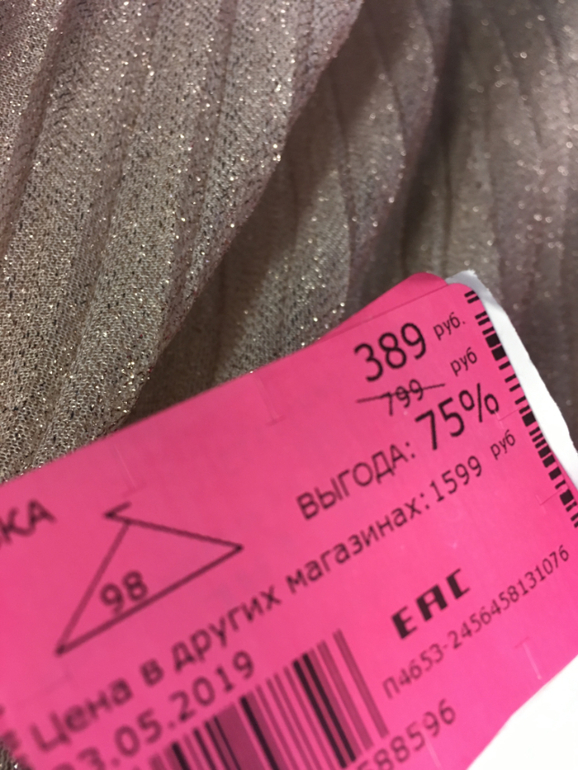 389 руб.
799 руб
ВЫГОДА: 75%
98
Цена в других магазинах: 1599 руб
EAC
03.05.2019
П4653-2456458131076
588596